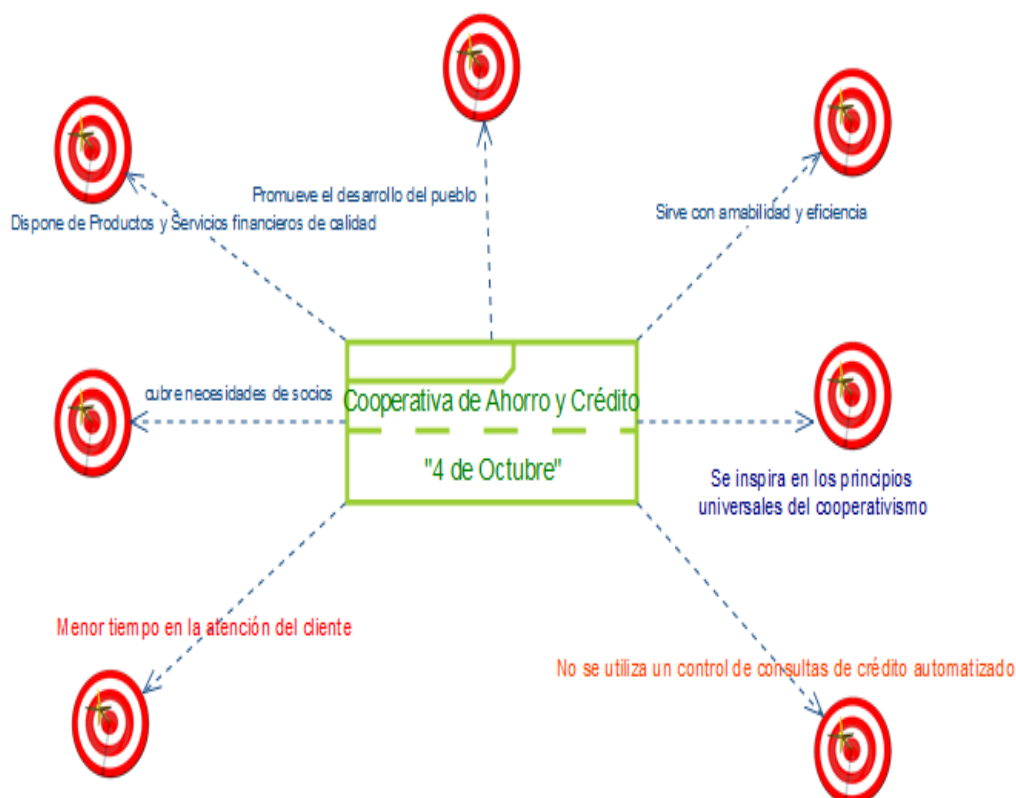 Promueve el desarrollo del pueblo
Dispone de Productos y Servicios financieros de calidad
Sirve con amabilidad y eficiencia
cubre necesidades de socios
Cooperativa de Ahorro y Crédito
"4 de Octubre"
Se inspira en los principios
universales del cooperativismo
Menor tiempo en la atención del cliente
No se utiliza un control de consultas de crédito automatizado